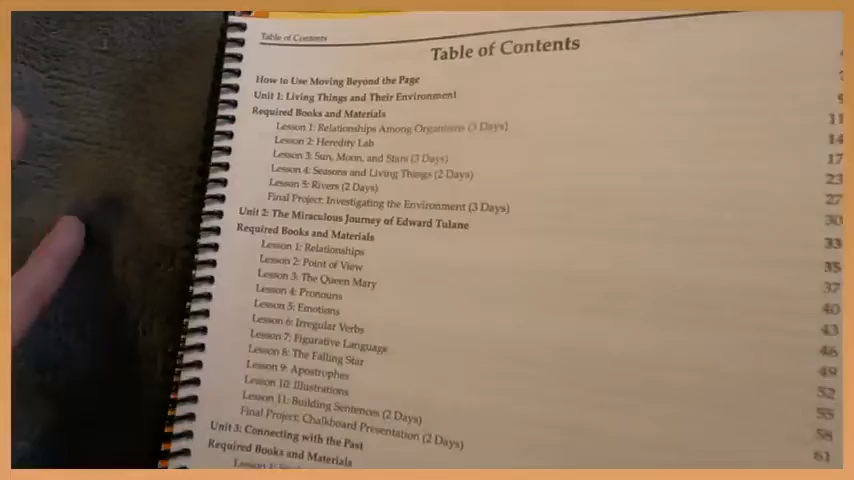 Table of Contents
Table of Contents
How to Use Moving Beyond the Page
Unit 1: Living Things and Their Environment
Required Books and Materials
Lesson 1: Relationships Among Organisms (3 Days)
Lesson 2: Heredity Lab
Lesson 3: Sun, Moon, and Stars (3 Days)
Lesson 4: Seasons and Living Things (2 Days)
Lesson 5: Rivers (2 Days)
Final Project: Investigating the Environment (3 Days)
Unit 2: The Miraculous Journey of Edward Tulane
Required Books and Materials
Lesson 1: Relationships
Lesson 2: Point of View
Lesson 3: The Queen Mary
Lesson 4: Pronouns
Lesson 5: Emotions
Lesson 6: Irregular Verbs
Lesson 7: Figurative Language
Lesson 8: The Falling Star
Lesson 9: Apostrophes
Lesson 10: Illustrations
Lesson 11: Building Sentences (2 Days)
Final Project: Chalkboard Presentation (2 Days)
Unit 3: Connecting with the Past
Required Books and Materials
9
11
14
17
23
27
30
33
35
37
40
43
46
49
52
55
58
61